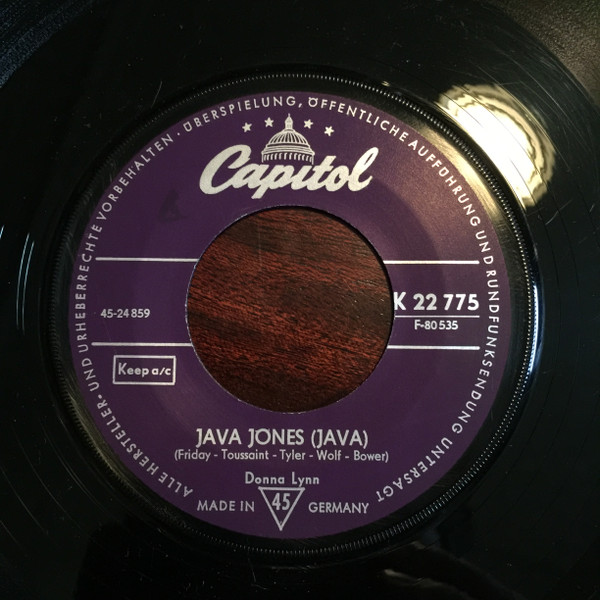 ALLE HERSTELLER- UND URHEBERRECHTE VORBEHALTEN · ÜBERSPIELUNG, ÖFFENTLICHE AUFFÜHRUNG UND RUNDFUNKSENDUNG UNTERSAGT
Capitol
K 22 775
45-24 859
F-80 535
Keep a/c
JAVA JONES (JAVA)
(Friday - Toussaint - Tyler - Wolf - Bower)
Donna Lynn
MADE IN 45 GERMANY